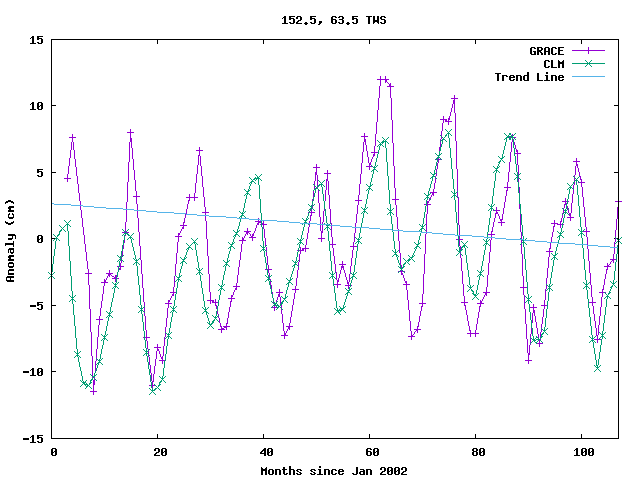 152.5, 63.5 TWS
GRACE
CLM
Trend Line
15
10
5
0
-5
-10
-15
Anomaly (cm)
0 20 40 60 80 100
Months since Jan 2002